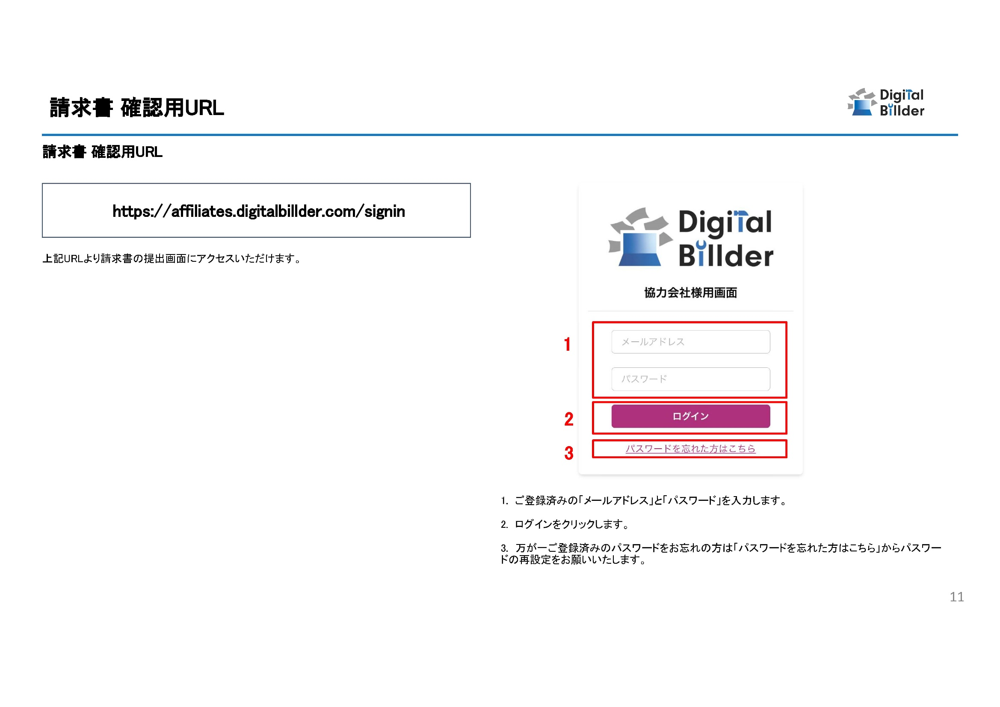 請求書 確認用URL
Digital
Billder
請求書 確認用URL
https://affiliates.digitalbillder.com/signin
上記URLより請求書の提出画面にアクセスいただけます。
Digital
Billder
協力会社様用画面
1
メールアドレス
パスワード
2
ログイン
3
パスワードを忘れた方はこちら
1. ご登録済みの「メールアドレス」と「パスワード」を入力します。
2. ログインをクリックします。
3. 万が一ご登録済みのパスワードをお忘れの方は「パスワードを忘れた方はこちら」からパスワー
ドの再設定をお願いいたします。
11